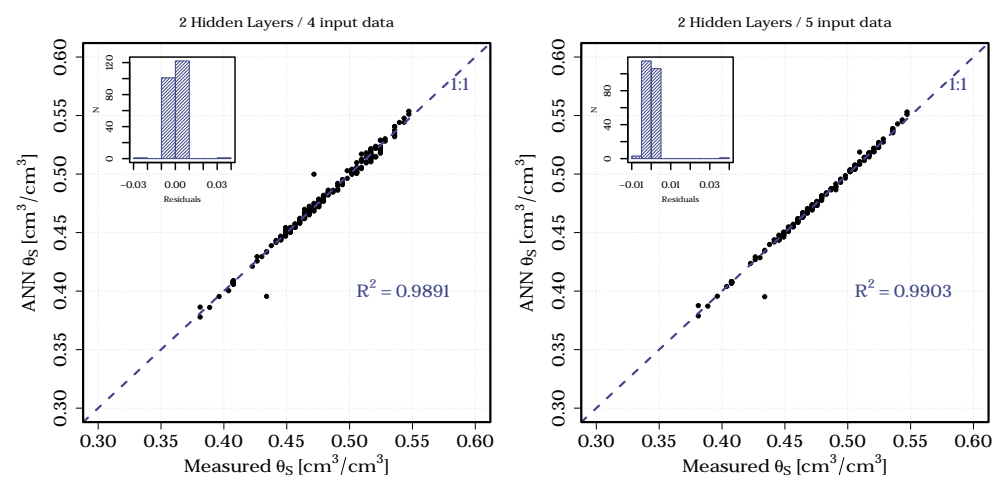 2 Hidden Layers / 4 input data
0.60
0.55
0.50
0.45
0.40
0.35
0.30
ANN θS [cm³/cm³]
120
80
40
0
N
−0.03 0.00 0.03
Residuals
1:1
R² = 0.9891
0.30 0.35 0.40 0.45 0.50 0.55 0.60
Measured θS [cm³/cm³]
2 Hidden Layers / 5 input data
0.60
0.55
0.50
0.45
0.40
0.35
0.30
ANN θS [cm³/cm³]
80
40
0
N
−0.01 0.01 0.03
Residuals
1:1
R² = 0.9903
0.30 0.35 0.40 0.45 0.50 0.55 0.60
Measured θS [cm³/cm³]